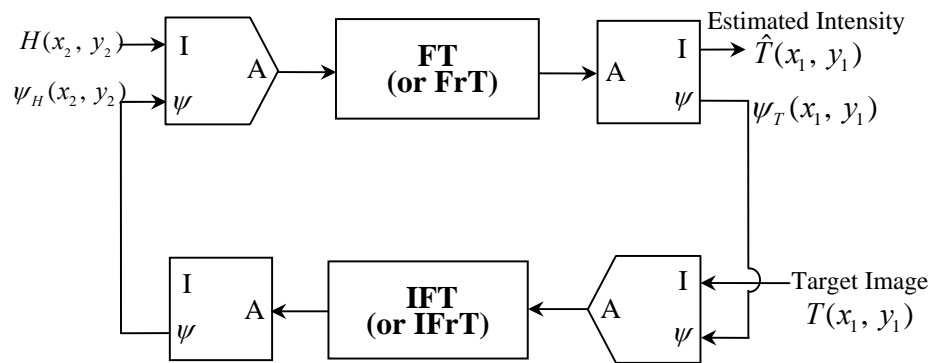 H(x₂, y₂)
I
A
ψ_H(x₂, y₂)
ψ
FT
(or FrT)
A
I
ψ
Estimated Intensity
T̂(x₁, y₁)
ψ_T(x₁, y₁)
I
A
ψ
IFT
(or IFrT)
A
I
ψ
Target Image
T(x₁, y₁)